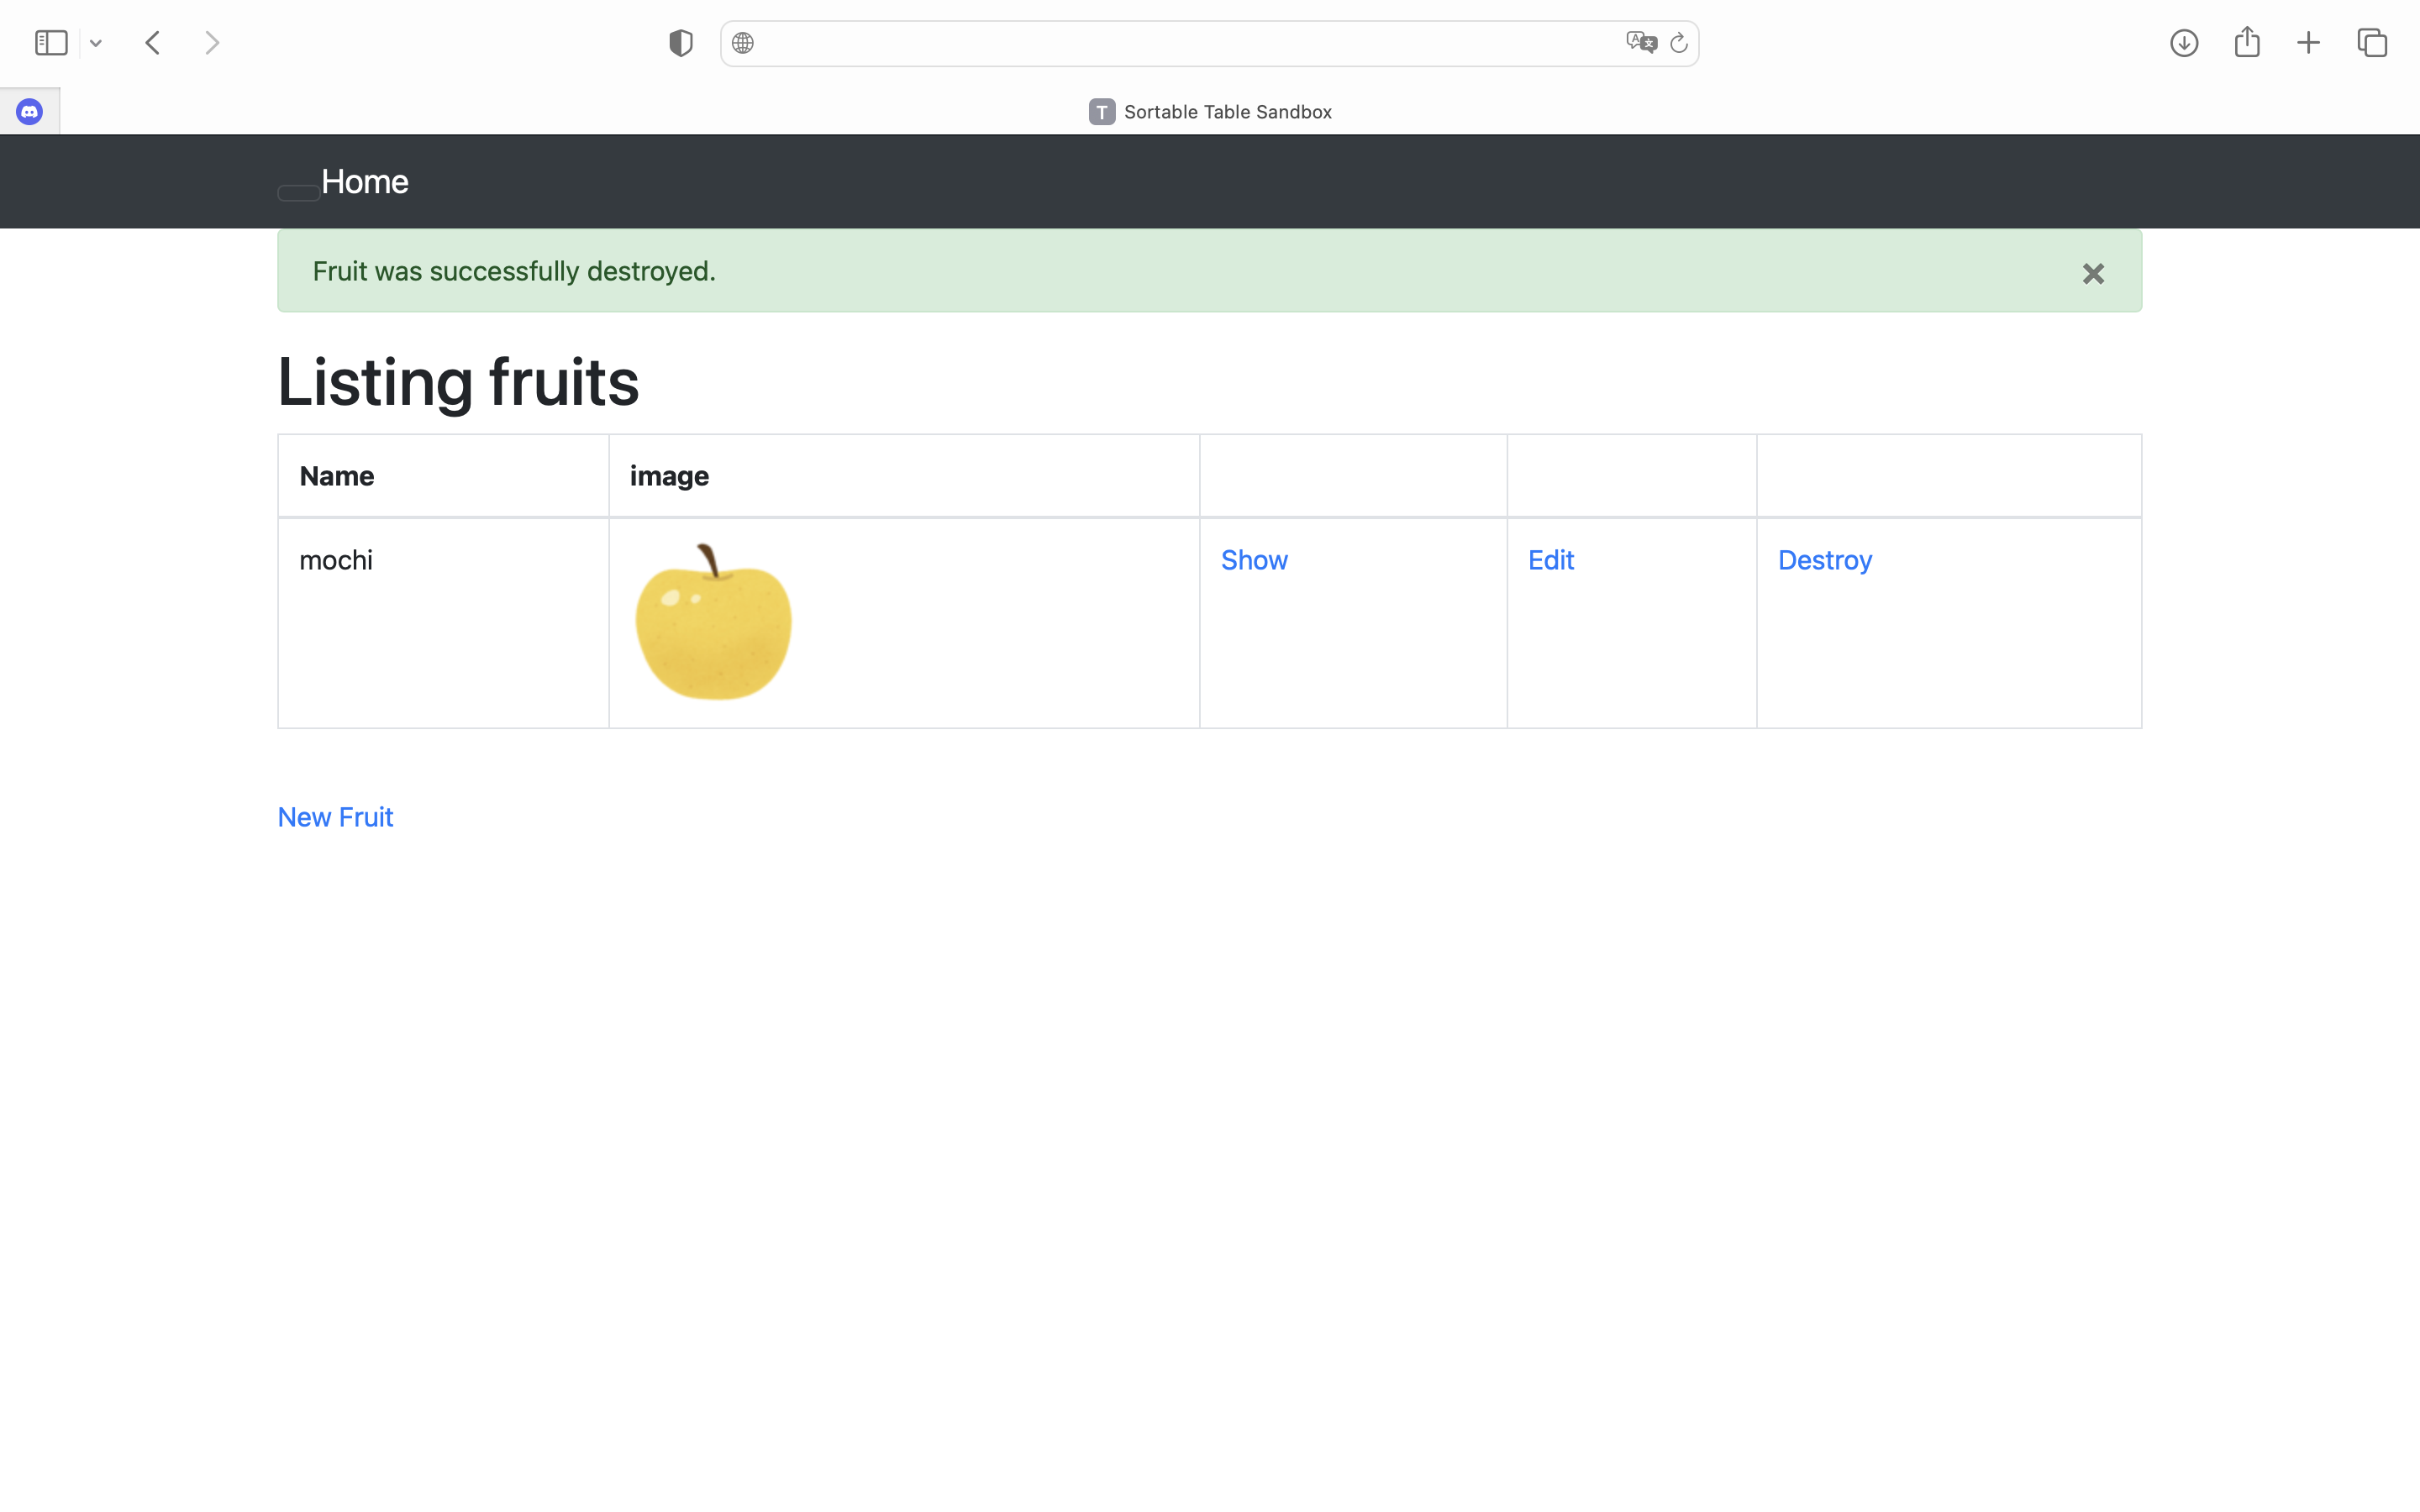 Sortable Table Sandbox
Home
Fruit was successfully destroyed.
Listing fruits
Name image
mochi Show Edit Destroy
New Fruit